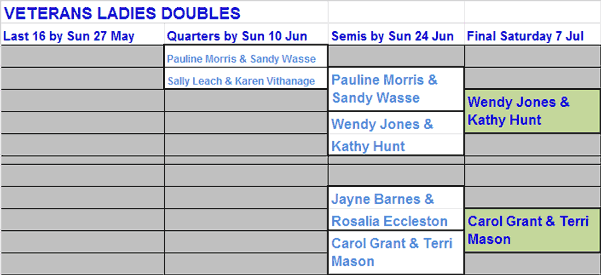 VETERANS LADIES DOUBLES
Last 16 by Sun 27 May Quarters by Sun 10 Jun Semis by Sun 24 Jun Final Saturday 7 Jul
Pauline Morris & Sandy Wasse
Sally Leach & Karen Vithanage
Pauline Morris &
Sandy Wasse
Wendy Jones &
Kathy Hunt
Wendy Jones &
Kathy Hunt
Jayne Barnes &
Rosalia Eccleston
Carol Grant & Terri
Mason
Carol Grant & Terri
Mason